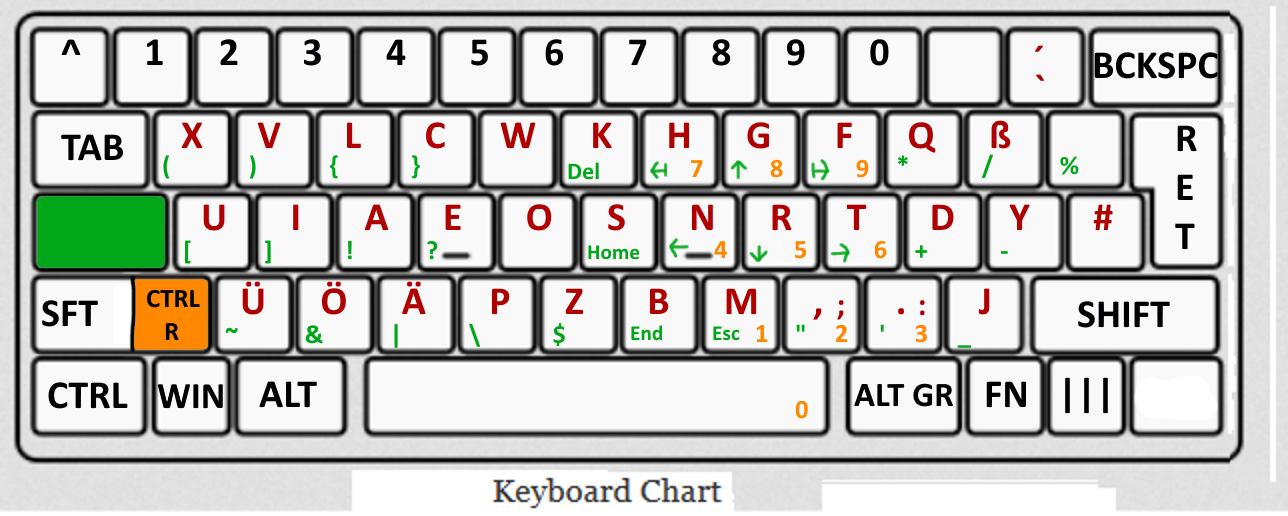 ^ 1 2 3 4 5 6 7 8 9 0 ´ ` BCKSPC
TAB X ( V ) L { C } W K Del H ↤ 7 G ↑ 8 F ↦ 9 Q * ß / % RET
U [ I ] A ! E ? _ O S Home N ← _ 4 R ↓ 5 T → 6 D + Y - #
SFT CTRL R Ü ~ Ö & Ä | P \ Z $ B End M Esc 1 , ; " 2 . : ' 3 J _ SHIFT
CTRL WIN ALT 0 ALT GR FN |||
Keyboard Chart